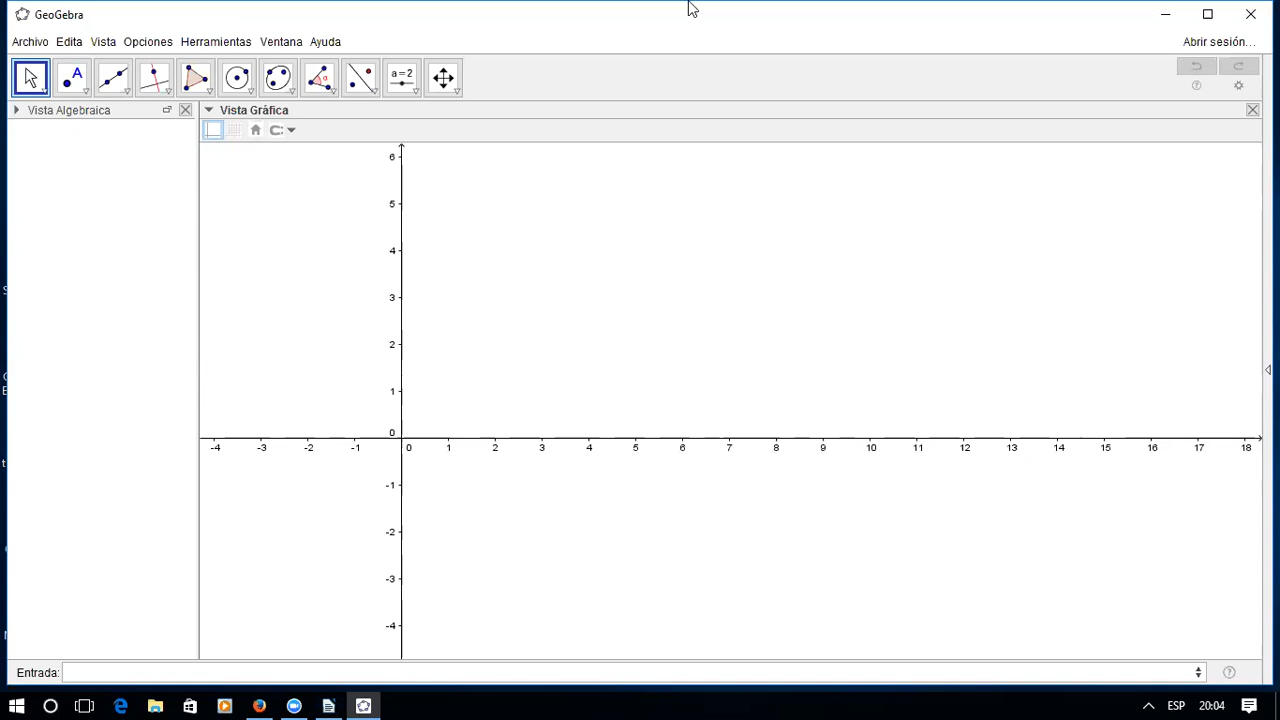 GeoGebra
Archivo Edita Vista Opciones Herramientas Ventana Ayuda Abrir sesión...
A α a=2
Vista Algebraica Vista Gráfica
6
5
4
3
2
1
0
-4 -3 -2 -1 0 1 2 3 4 5 6 7 8 9 10 11 12 13 14 15 16 17 18
-1
-2
-3
-4
Entrada:
ESP 20:04